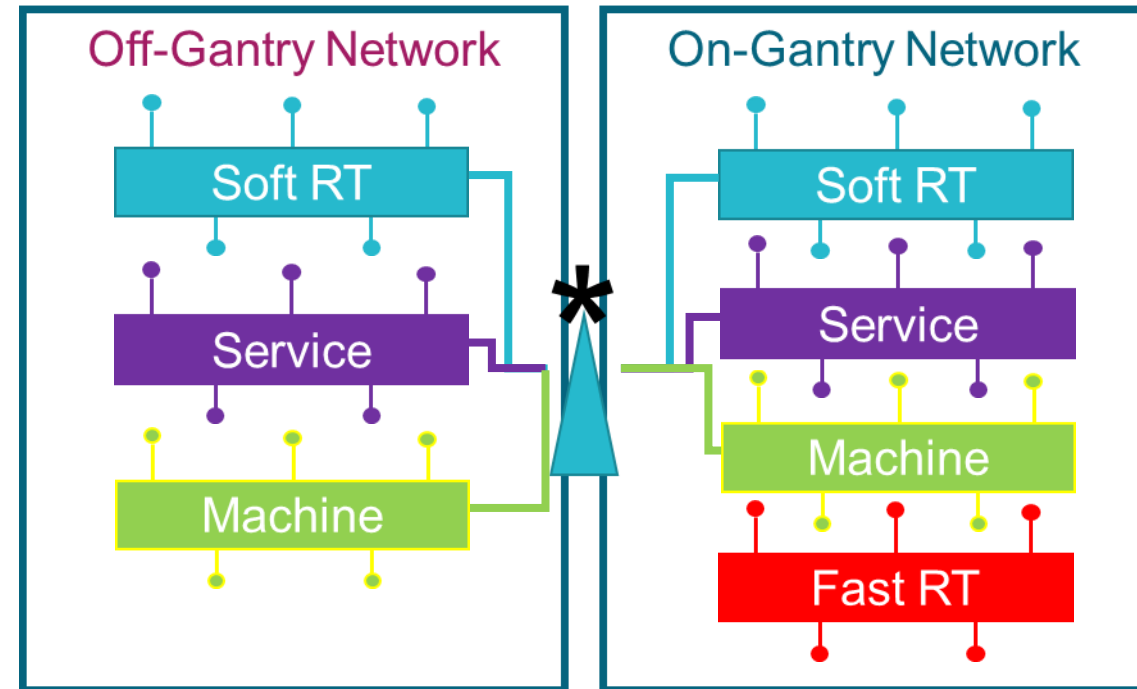 Off-Gantry Network
Soft RT
Service
Machine
*
On-Gantry Network
Soft RT
Service
Machine
Fast RT